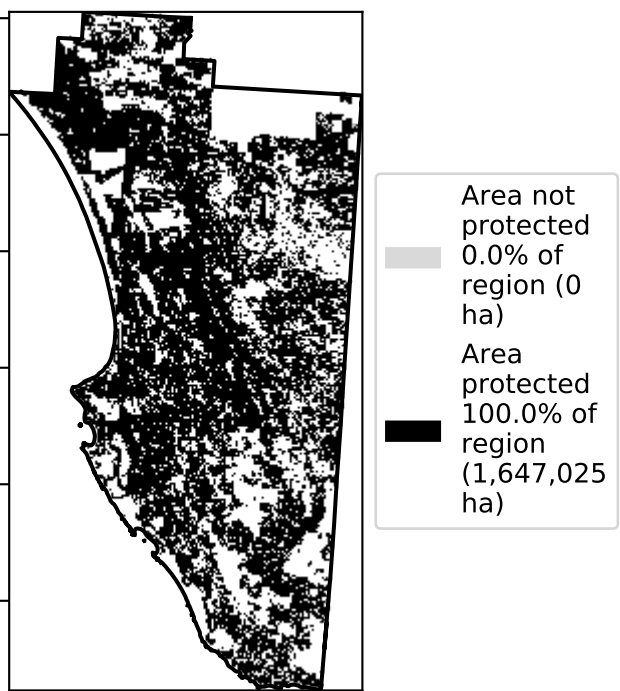 Area not
protected
0.0% of
region (0
ha)
Area
protected
100.0% of
region
(1,647,025
ha)